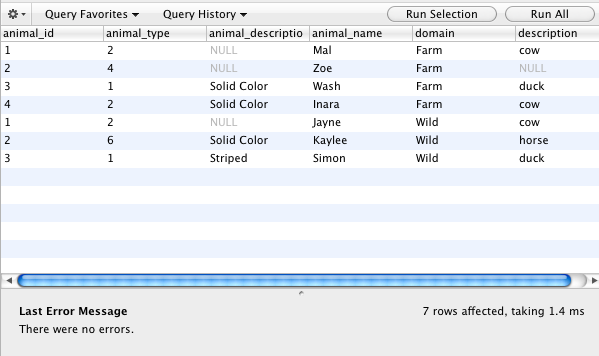 Query Favorites Query History Run Selection Run All
animal_id animal_type animal_descriptio animal_name domain description
1 2 NULL Mal Farm cow
2 4 NULL Zoe Farm NULL
3 1 Solid Color Wash Farm duck
4 2 Solid Color Inara Farm cow
1 2 NULL Jayne Wild cow
2 6 Solid Color Kaylee Wild horse
3 1 Striped Simon Wild duck
Last Error Message 7 rows affected, taking 1.4 ms
There were no errors.